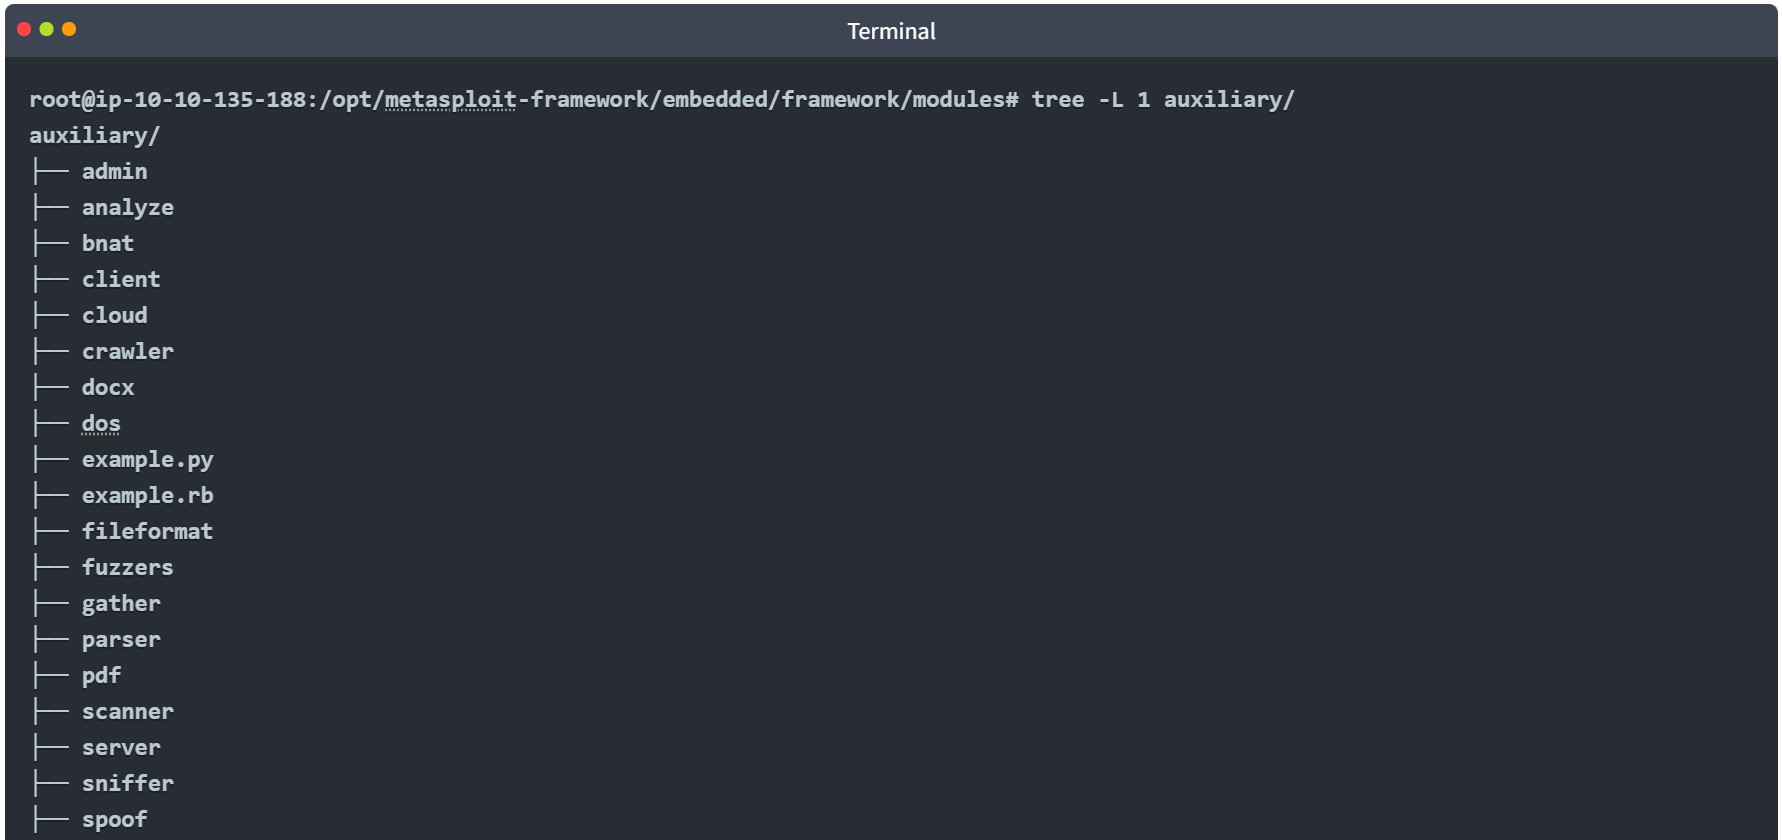 Terminal
root@ip-10-10-135-188:/opt/metasploit-framework/embedded/framework/modules# tree -L 1 auxiliary/
auxiliary/
├── admin
├── analyze
├── bnat
├── client
├── cloud
├── crawler
├── docx
├── dos
├── example.py
├── example.rb
├── fileformat
├── fuzzers
├── gather
├── parser
├── pdf
├── scanner
├── server
├── sniffer
├── spoof